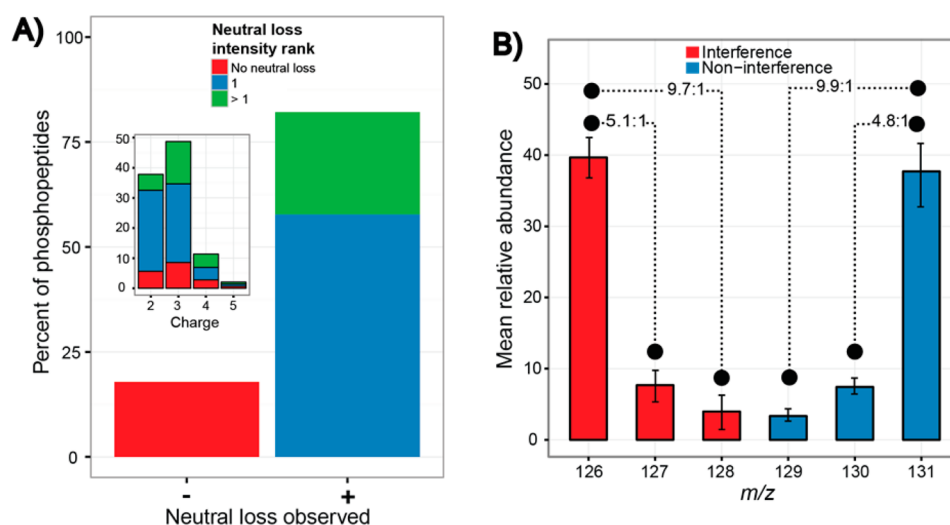 A)
Neutral loss
intensity rank
No neutral loss
1
> 1
100
75
50
25
0
Percent of phosphopeptides
50
40
30
20
10
0
2 3 4 5
Charge
- +
Neutral loss observed
B)
Interference
Non-interference
9.7:1 9.9:1
5.1:1 4.8:1
50
40
30
20
10
0
Mean relative abundance
126 127 128 129 130 131
m/z